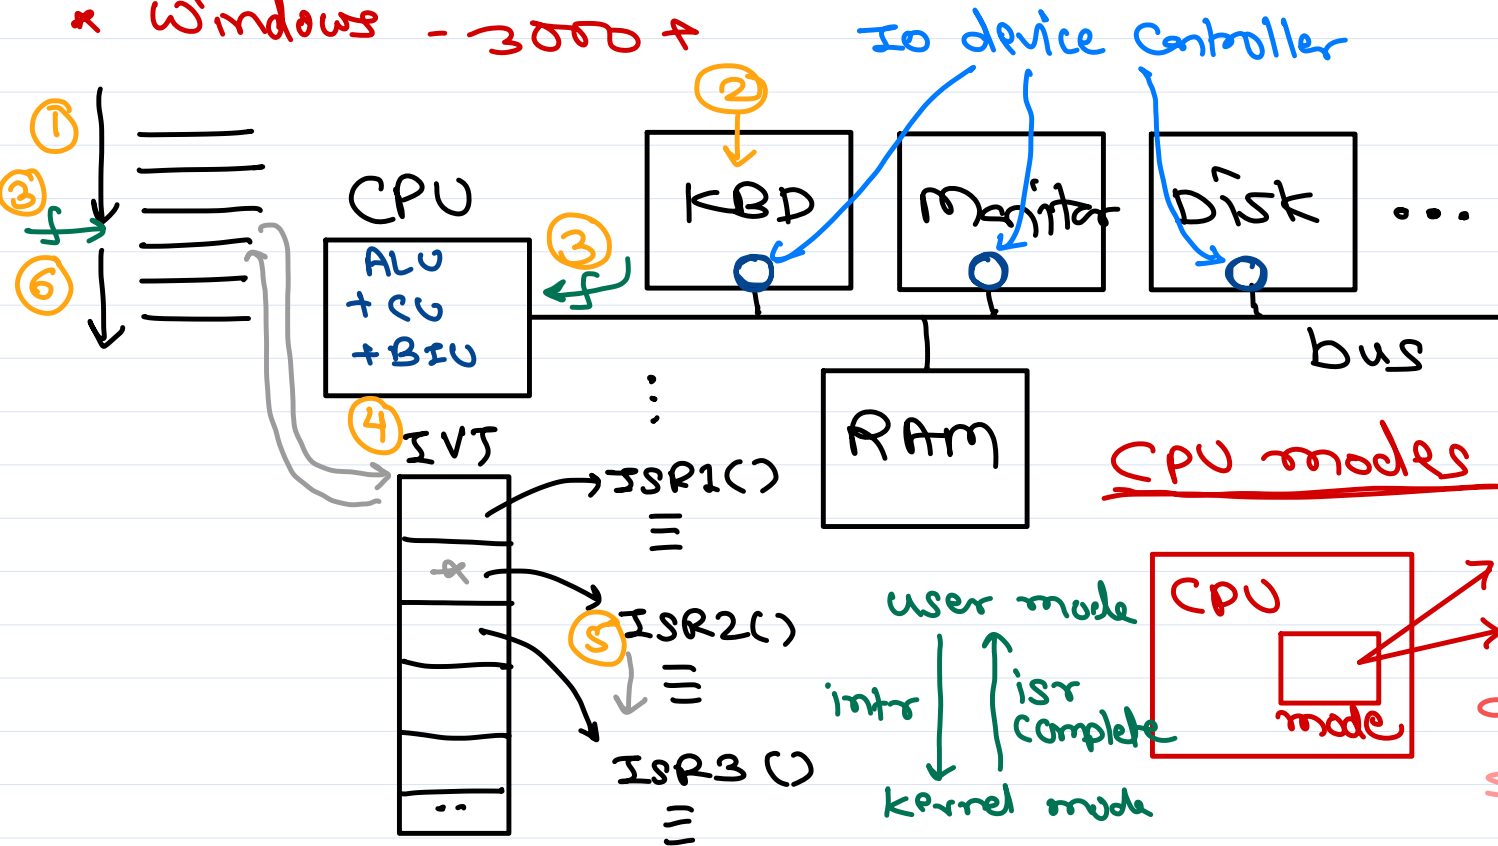 * Windows - 3000 +
IO device controller
①
②
③
⑥
CPU
ALU
+ CU
+ BIU
③
KBD
Monitor
Disk ...
bus
RAM
④
IVT
ISR1()
*
⑤
ISR2()
ISR3()
..
CPU modes
user mode
intr
isr
complete
kernel mode
CPU
mode